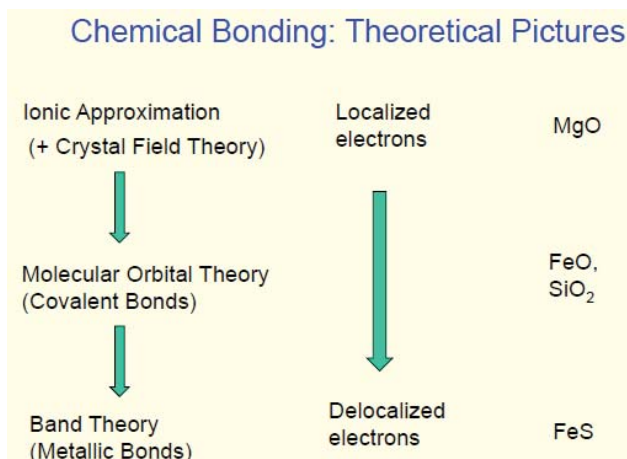 Chemical Bonding: Theoretical Pictures
Ionic Approximation
(+ Crystal Field Theory)
Localized
electrons
MgO
Molecular Orbital Theory
(Covalent Bonds)
FeO,
SiO₂
Band Theory
(Metallic Bonds)
Delocalized
electrons
FeS